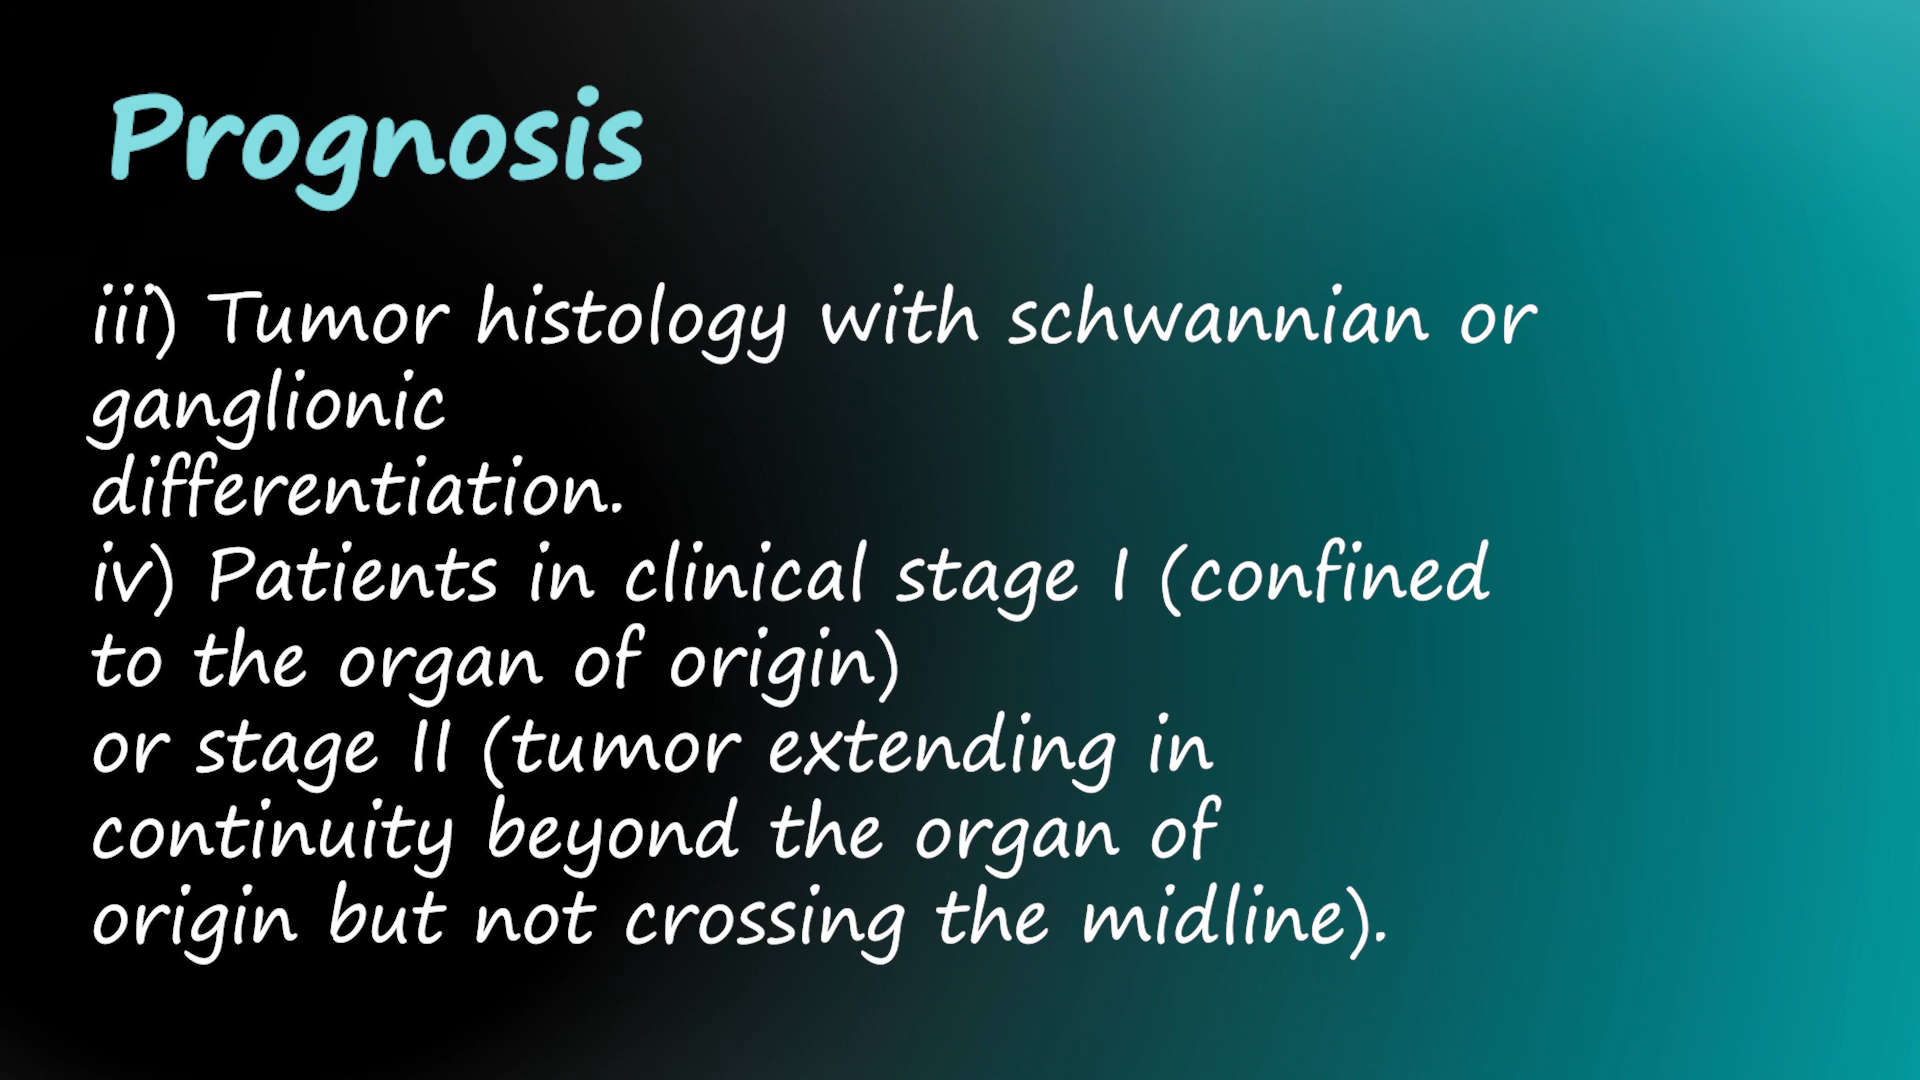 Prognosis
iii) Tumor histology with schwannian or
ganglionic
differentiation.
iv) Patients in clinical stage I (confined
to the organ of origin)
or stage II (tumor extending in
continuity beyond the organ of
origin but not crossing the midline).